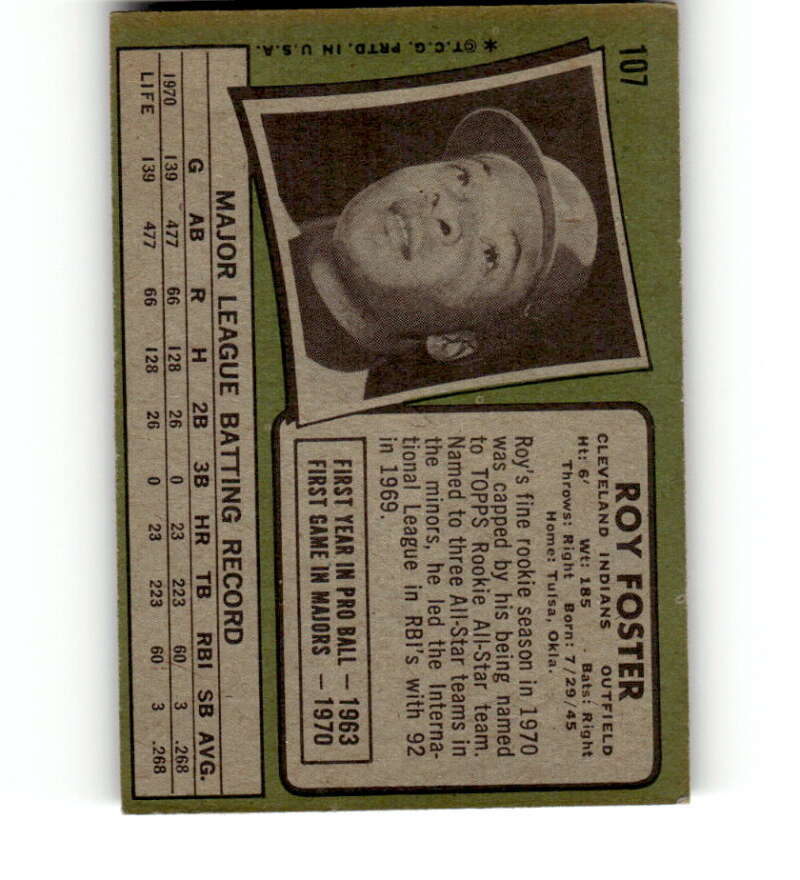 107
* © T.C.G. PRTD. IN U.S.A.
ROY FOSTER
CLEVELAND INDIANS OUTFIELD
Ht: 6' Wt: 185 Bats: Right
Throws: Right Born: 7/29/45
Home: Tulsa, Okla.
Roy's fine rookie season in 1970
was capped by his being named
to TOPPS Rookie All-Star team.
Named to three All-Star teams in
the minors, he led the Interna-
tional League in RBI's with 92
in 1969.
FIRST YEAR IN PRO BALL — 1963
FIRST GAME IN MAJORS — 1970
MAJOR LEAGUE BATTING RECORD
G AB R H 2B 3B HR TB RBI SB AVG.
1970 139 477 66 128 26 0 23 223 60 3 .268
LIFE 139 477 66 128 26 0 23 223 60 3 .268